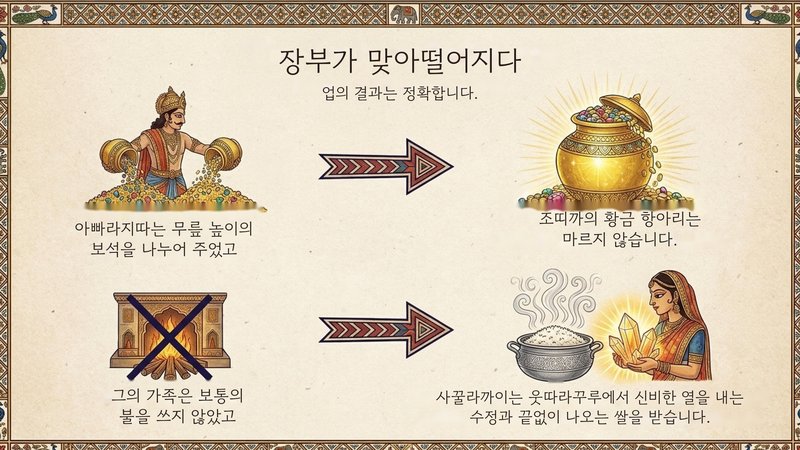 장부가 맞아떨어지다
업의 결과는 정확합니다.
아빠라지따는 무릎 높이의
보석을 나누어 주었고
조띠까의 황금 항아리는
마르지 않습니다.
그의 가족은 보통의
불을 쓰지 않았고
사꿀라까이는 웃따라꾸루에서 신비한 열을 내는
수정과 끝없이 나오는 쌀을 받습니다.